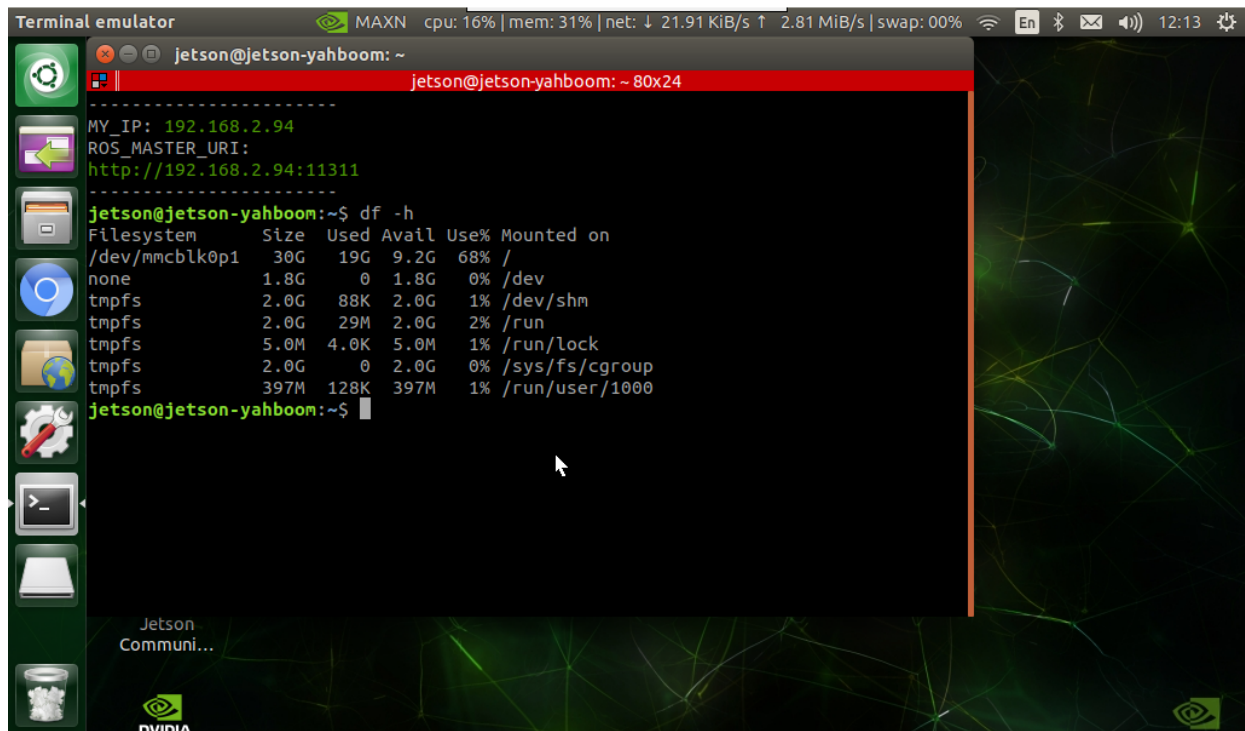 Terminal emulator MAXN cpu: 16% | mem: 31% | net: ↓ 21.91 KiB/s ↑ 2.81 MiB/s | swap: 00% En 12:13
jetson@jetson-yahboom: ~
jetson@jetson-yahboom: ~ 80x24
-----------------------
MY_IP: 192.168.2.94
ROS_MASTER_URI:
http://192.168.2.94:11311
-----------------------
jetson@jetson-yahboom:~$ df -h
Filesystem      Size  Used Avail Use% Mounted on
/dev/mmcblk0p1   30G   19G  9.2G  68% /
none            1.8G     0  1.8G   0% /dev
tmpfs           2.0G   88K  2.0G   1% /dev/shm
tmpfs           2.0G   29M  2.0G   2% /run
tmpfs           5.0M  4.0K  5.0M   1% /run/lock
tmpfs           2.0G     0  2.0G   0% /sys/fs/cgroup
tmpfs           397M  128K  397M   1% /run/user/1000
jetson@jetson-yahboom:~$
Jetson
Communi...
NVIDIA